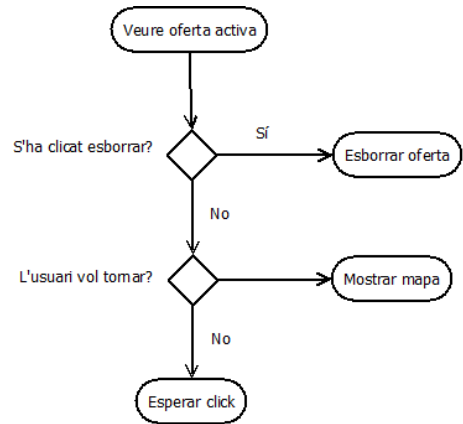 Veure oferta activa
S'ha clicat esborrar?
Sí
Esborrar oferta
No
L'usuari vol tornar?
Mostrar mapa
No
Esperar click